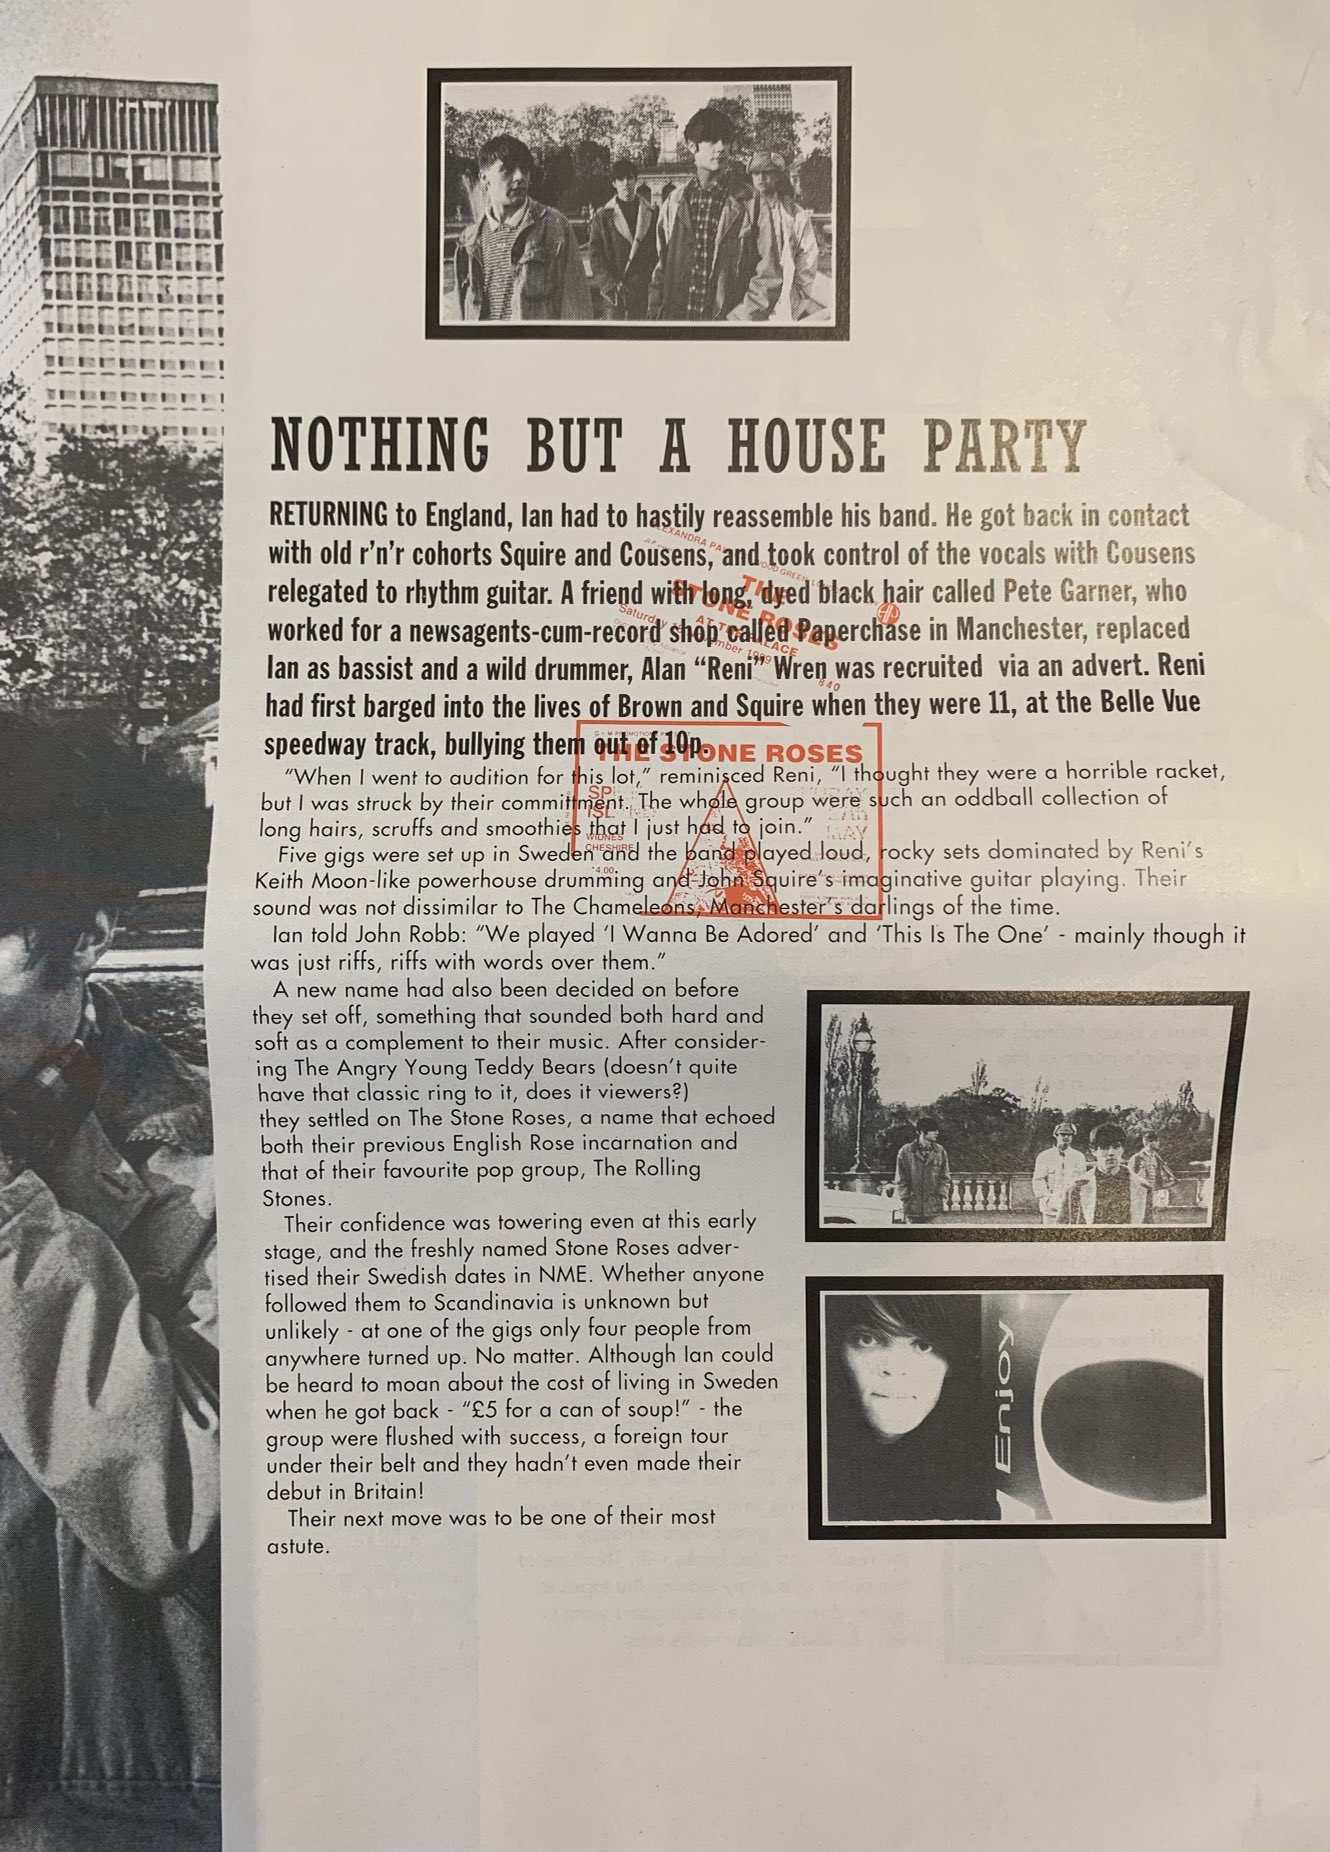 NOTHING BUT A HOUSE PARTY
RETURNING to England, Ian had to hastily reassemble his band. He got back in contact
with old r'n'r cohorts Squire and Cousens, and took control of the vocals with Cousens
relegated to rhythm guitar. A friend with long, dyed black hair called Pete Garner, who
worked for a newsagents-cum-record shop called Paperchase in Manchester, replaced
Ian as bassist and a wild drummer, Alan “Reni” Wren was recruited via an advert. Reni
had first barged into the lives of Brown and Squire when they were 11, at the Belle Vue
speedway track, bullying them out of 10p.
“When I went to audition for this lot,” reminisced Reni, “I thought they were a horrible racket,
but I was struck by their committment. The whole group were such an oddball collection of
long hairs, scruffs and smoothies that I just had to join.”
Five gigs were set up in Sweden and the band played loud, rocky sets dominated by Reni’s
Keith Moon-like powerhouse drumming and John Squire’s imaginative guitar playing. Their
sound was not dissimilar to The Chameleons, Manchester’s darlings of the time.
Ian told John Robb: “We played ‘I Wanna Be Adored’ and ‘This Is The One’ - mainly though it
was just riffs, riffs with words over them.”
A new name had also been decided on before
they set off, something that sounded both hard and
soft as a complement to their music. After consider-
ing The Angry Young Teddy Bears (doesn’t quite
have that classic ring to it, does it viewers?)
they settled on The Stone Roses, a name that echoed
both their previous English Rose incarnation and
that of their favourite pop group, The Rolling
Stones.
Their confidence was towering even at this early
stage, and the freshly named Stone Roses adver-
tised their Swedish dates in NME. Whether anyone
followed them to Scandinavia is unknown but
unlikely - at one of the gigs only four people from
anywhere turned up. No matter. Although Ian could
be heard to moan about the cost of living in Sweden
when he got back - “£5 for a can of soup!” - the
group were flushed with success, a foreign tour
under their belt and they hadn’t even made their
debut in Britain!
Their next move was to be one of their most
astute.
THE
STONE ROSES
AT THE PALACE
Saturday
1989
840
THE STONE ROSES
SP
ISL
WIDNES
CHESHIRE
27th
MAY
Enjoy